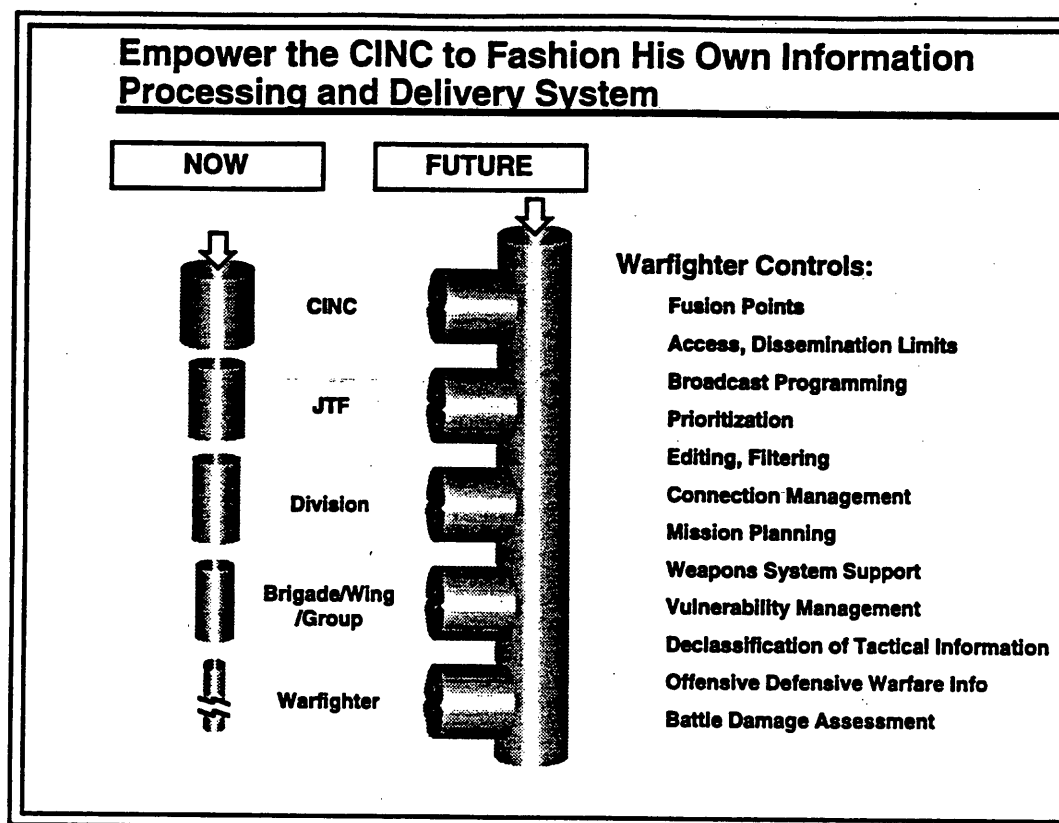 Empower the CINC to Fashion His Own Information
Processing and Delivery System
NOW
FUTURE
CINC
JTF
Division
Brigade/Wing
/Group
Warfighter
Warfighter Controls:
Fusion Points
Access, Dissemination Limits
Broadcast Programming
Prioritization
Editing, Filtering
Connection Management
Mission Planning
Weapons System Support
Vulnerability Management
Declassification of Tactical Information
Offensive Defensive Warfare Info
Battle Damage Assessment